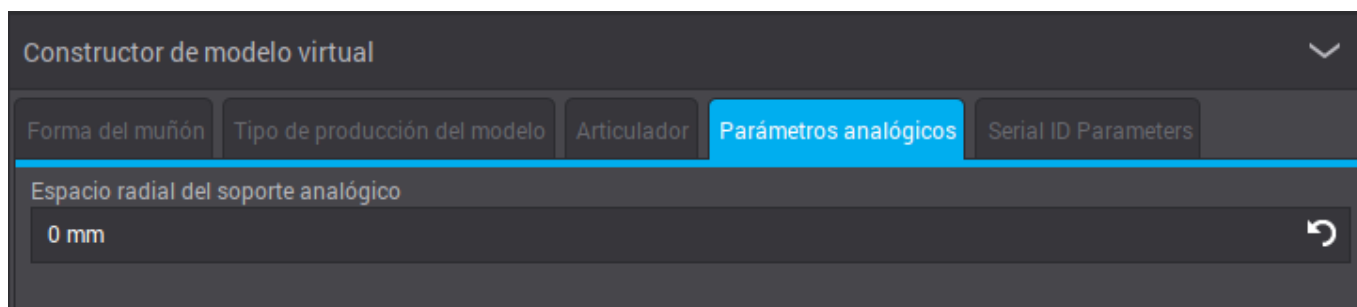 Constructor de modelo virtual
Forma del muñón Tipo de producción del modelo Articulador Parámetros analógicos Serial ID Parameters
Espacio radial del soporte analógico
0 mm